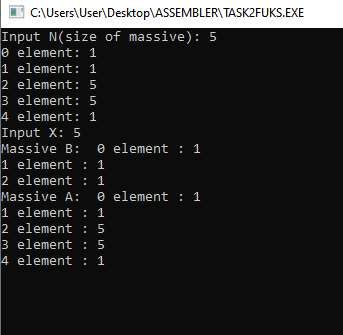 C:\Users\User\Desktop\ASSEMBLER\TASK2FUKS.EXE
Input N(size of massive): 5
0 element: 1
1 element: 1
2 element: 5
3 element: 5
4 element: 1
Input X: 5
Massive B:  0 element : 1
1 element : 1
2 element : 1
Massive A:  0 element : 1
1 element : 1
2 element : 5
3 element : 5
4 element : 1